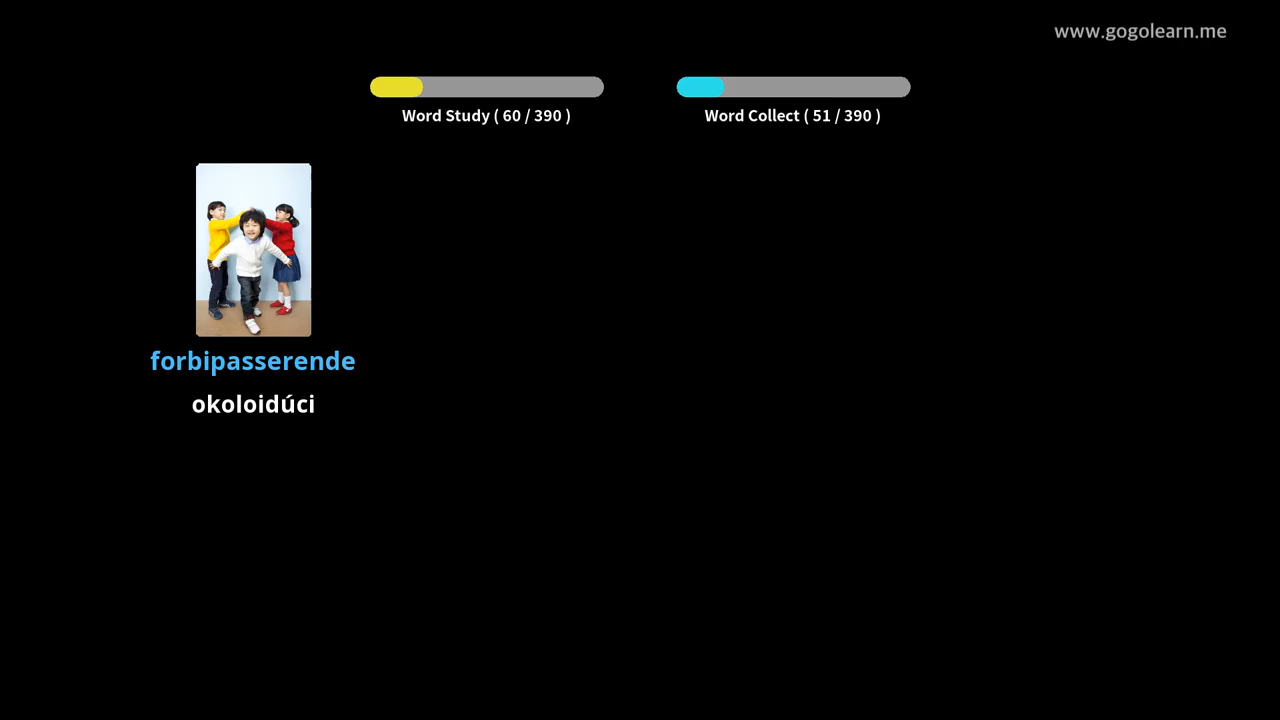 www.gogolearn.me
Word Study ( 60 / 390 )
Word Collect ( 51 / 390 )
forbipasserende
okoloidúci